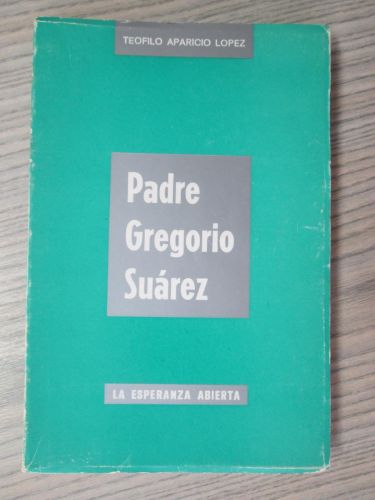 TEOFILO APARICIO LOPEZ
Padre
Gregorio
Suárez
LA ESPERANZA ABIERTA